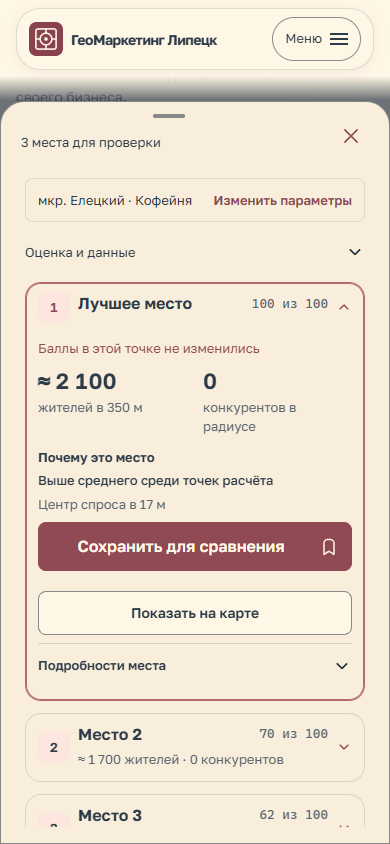 ГеоМаркетинг Липецк
Меню
своего бизнеса.
3 места для проверки
мкр. Елецкий · Кофейня
Изменить параметры
Оценка и данные
1
Лучшее место
100 из 100
Баллы в этой точке не изменились
≈ 2 100
0
жителей в 350 м
конкурентов в
радиусе
Почему это место
Выше среднего среди точек расчёта
Центр спроса в 17 м
Сохранить для сравнения
Показать на карте
Подробности места
2
Место 2
70 из 100
≈ 1 700 жителей · 0 конкурентов
3
Место 3
62 из 100